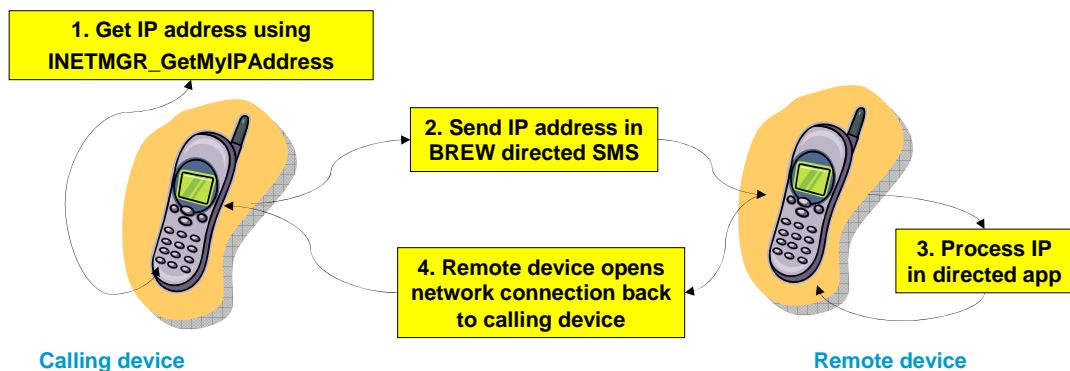 1. Get IP address using
INETMGR_GetMyIPAddress
2. Send IP address in
BREW directed SMS
3. Process IP
in directed app
4. Remote device opens
network connection back
to calling device
Calling device
Remote device